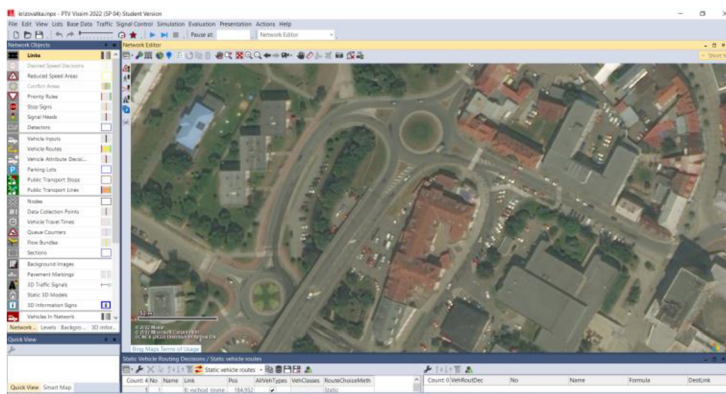 krizovatka.inpx - PTV Vissim 2022 (SP 04) Student Version
File Edit View Lists Base Data Traffic Signal Control Simulation Evaluation Presentation Actions Help
Pause at: Network Editor
Network Objects
Network Editor
Links
Desired Speed Decisions
Reduced Speed Areas
Conflict Areas
Priority Rules
Stop Signs
Signal Heads
Detectors
Vehicle Inputs
Vehicle Routes
Vehicle Attribute Decisi...
Parking Lots
Public Transport Stops
Public Transport Lines
Nodes
Data Collection Points
Vehicle Travel Times
Queue Counters
Flow Bundles
Sections
Background Images
Pavement Markings
3D Traffic Signals
Static 3D Models
3D Information Signs
Vehicles In Network
Network... Levels Backgro... 3D Infor...
Quick View
Quick View Smart Map
Bing Maps Terms of Usage
Static Vehicle Routing Decisions / Static vehicle routes
Static vehicle routes
Count: No Name Link Pos AllVehTypes VehClasses RouteChoiceMeth
184,932 Static
Count: 0 VehRoutDec No Name Formula DestLink